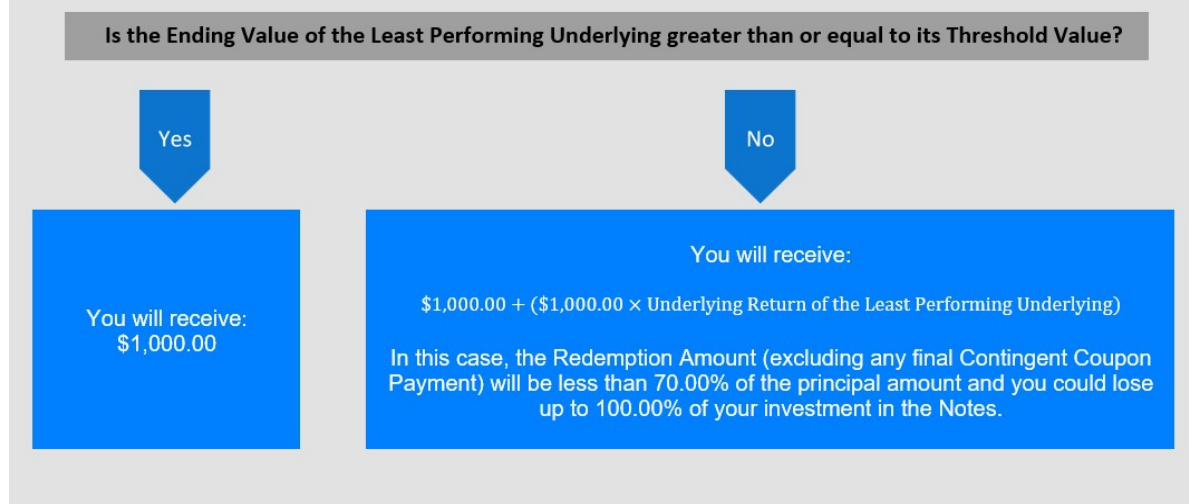 Is the Ending Value of the Least Performing Underlying greater than or equal to its Threshold Value?
Yes
No
You will receive:
$1,000.00
You will receive:
$1,000.00 + ($1,000.00 × Underlying Return of the Least Performing Underlying)
In this case, the Redemption Amount (excluding any final Contingent Coupon
Payment) will be less than 70.00% of the principal amount and you could lose
up to 100.00% of your investment in the Notes.